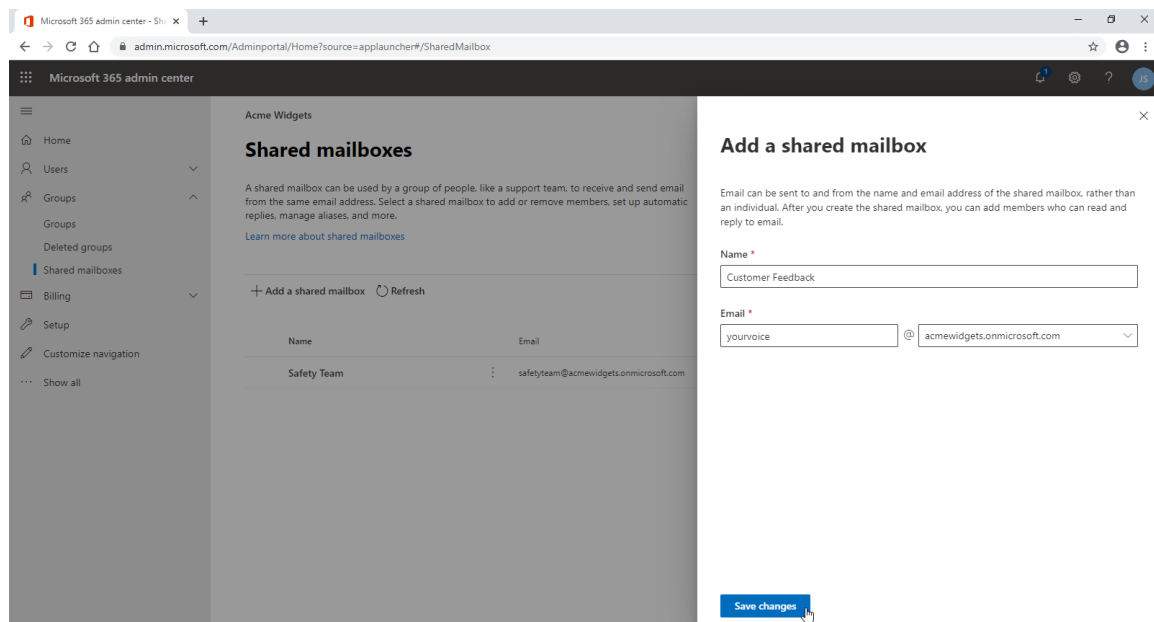 Microsoft 365 admin center - Sha
admin.microsoft.com/Adminportal/Home?source=applauncher#/SharedMailbox
Microsoft 365 admin center
1
?
JS
Home
Users
Groups
Groups
Deleted groups
Shared mailboxes
Billing
Setup
Customize navigation
Show all
Acme Widgets
Shared mailboxes
A shared mailbox can be used by a group of people, like a support team, to receive and send email
from the same email address. Select a shared mailbox to add or remove members, set up automatic
replies, manage aliases, and more.
Learn more about shared mailboxes
Add a shared mailbox Refresh
Name Email
Safety Team safetyteam@acmewidgets.onmicrosoft.com
Add a shared mailbox
Email can be sent to and from the name and email address of the shared mailbox, rather than
an individual. After you create the shared mailbox, you can add members who can read and
reply to email.
Name *
Customer Feedback
Email *
yourvoice @ acmewidgets.onmicrosoft.com
Save changes